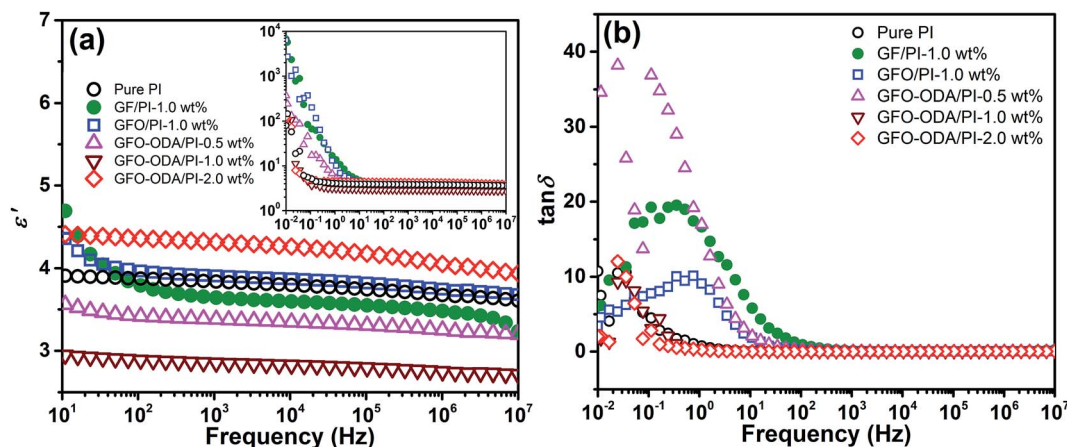 (a)
Pure PI
GF/PI-1.0 wt%
GFO/PI-1.0 wt%
GFO-ODA/PI-0.5 wt%
GFO-ODA/PI-1.0 wt%
GFO-ODA/PI-2.0 wt%
7
6
5
4
3
ε'
10¹ 10² 10³ 10⁴ 10⁵ 10⁶ 10⁷
Frequency (Hz)
10⁴
10³
10²
10¹
10⁰
10⁻² 10⁻¹ 10⁰ 10¹ 10² 10³ 10⁴ 10⁵ 10⁶ 10⁷
(b)
Pure PI
GF/PI-1.0 wt%
GFO/PI-1.0 wt%
GFO-ODA/PI-0.5 wt%
GFO-ODA/PI-1.0 wt%
GFO-ODA/PI-2.0 wt%
40
30
20
10
0
tanδ
10⁻² 10⁻¹ 10⁰ 10¹ 10² 10³ 10⁴ 10⁵ 10⁶ 10⁷
Frequency (Hz)